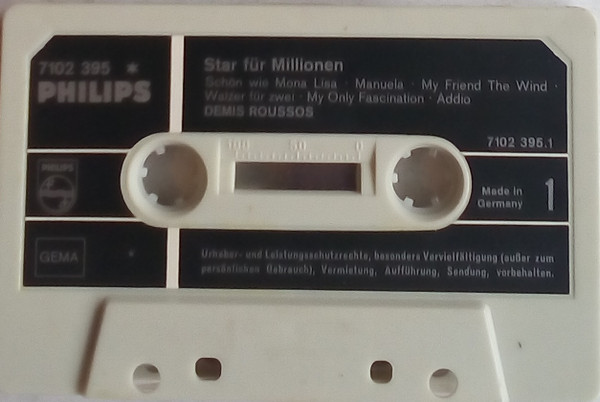 7102 395 *
PHILIPS
Star für Millionen
Schön wie Mona Lisa · Manuela · My Friend The Wind ·
Walzer für zwei · My Only Fascination · Addio
DEMIS ROUSSOS
7102 395.1
100 50 0
PHILIPS
Made in
Germany
1
GEMA
*
Urheber- und Leistungsschutzrechte, besonders Vervielfältigung (außer zum
persönlichen Gebrauch), Vermietung, Aufführung, Sendung, vorbehalten.